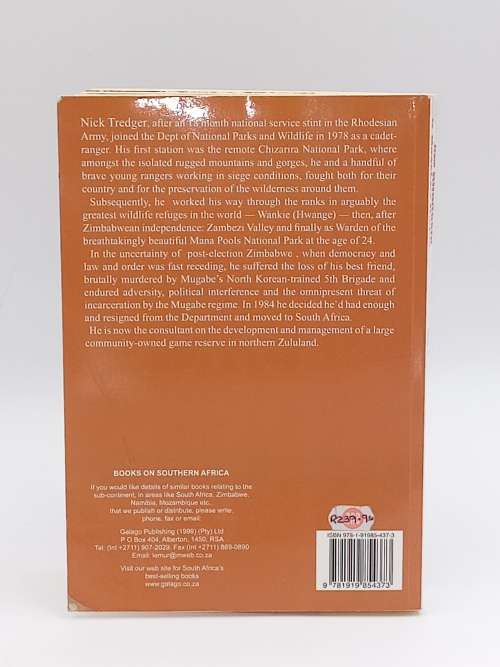 Nick Tredger, after an 18 month national service stint in the Rhodesian
Army, joined the Dept of National Parks and Wildlife in 1978 as a cadet-
ranger. His first station was the remote Chizarira National Park, where
amongst the isolated rugged mountains and gorges, he and a handful of
brave young rangers working in siege conditions, fought both for their
country and for the preservation of the wilderness around them.
Subsequently, he worked his way through the ranks in arguably the
greatest wildlife refuges in the world — Wankie (Hwange) — then, after
Zimbabwean independence: Zambezi Valley and finally as Warden of the
breathtakingly beautiful Mana Pools National Park at the age of 24.
In the uncertainty of post-election Zimbabwe , when democracy and
law and order was fast receding, he suffered the loss of his best friend,
brutally murdered by Mugabe's North Korean-trained 5th Brigade and
endured adversity, political interference and the omnipresent threat of
incarceration by the Mugabe regime. In 1984 he decided he'd had enough
and resigned from the Department and moved to South Africa.
He is now the consultant on the development and management of a large
community-owned game reserve in northern Zululand.
BOOKS ON SOUTHERN AFRICA
If you would like details of similar books relating to the
sub-continent, in areas like South Africa, Zimbabwe,
Namibia, Mozambique etc.
that we publish or distribute, please write,
phone, fax or email:
Galago Publishing (1999) (Pty) Ltd
P O Box 404, Alberton, 1450, RSA
Tel: (Int +2711) 907-2029. Fax (Int +2711) 869-0890
Email: lemur@mweb.co.za
Visit our web site for South Africa's
best-selling books
www.galago.co.za
R239.96
ISBN 978-1-91985-437-3
9 781919 854373